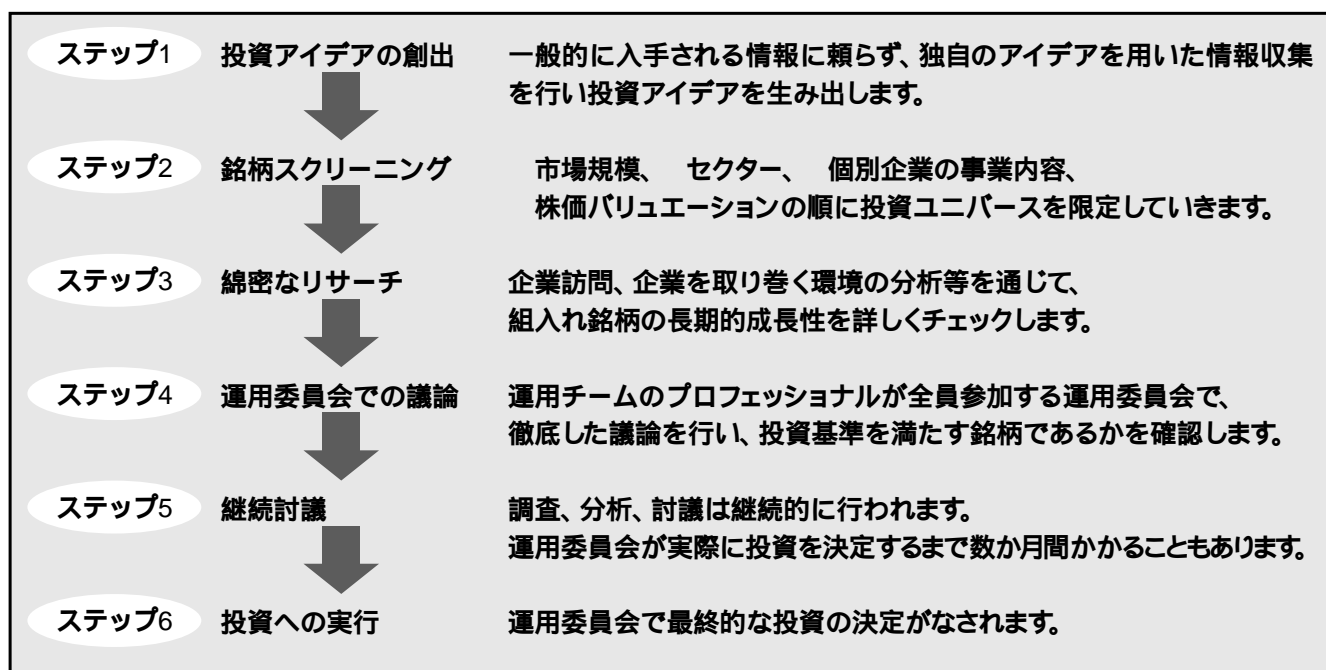 ステップ1 投資アイデアの創出 一般的に入手される情報に頼らず、独自のアイデアを用いた情報収集
を行い投資アイデアを生み出します。
ステップ2 銘柄スクリーニング 市場規模、 セクター、 個別企業の事業内容、
株価バリュエーションの順に投資ユニバースを限定していきます。
ステップ3 綿密なリサーチ 企業訪問、企業を取り巻く環境の分析等を通じて、
組入れ銘柄の長期的成長性を詳しくチェックします。
ステップ4 運用委員会での議論 運用チームのプロフェッショナルが全員参加する運用委員会で、
徹底した議論を行い、投資基準を満たす銘柄であるかを確認します。
ステップ5 継続討議 調査、分析、討議は継続的に行われます。
運用委員会が実際に投資を決定するまで数か月間かかることもあります。
ステップ6 投資への実行 運用委員会で最終的な投資の決定がなされます。